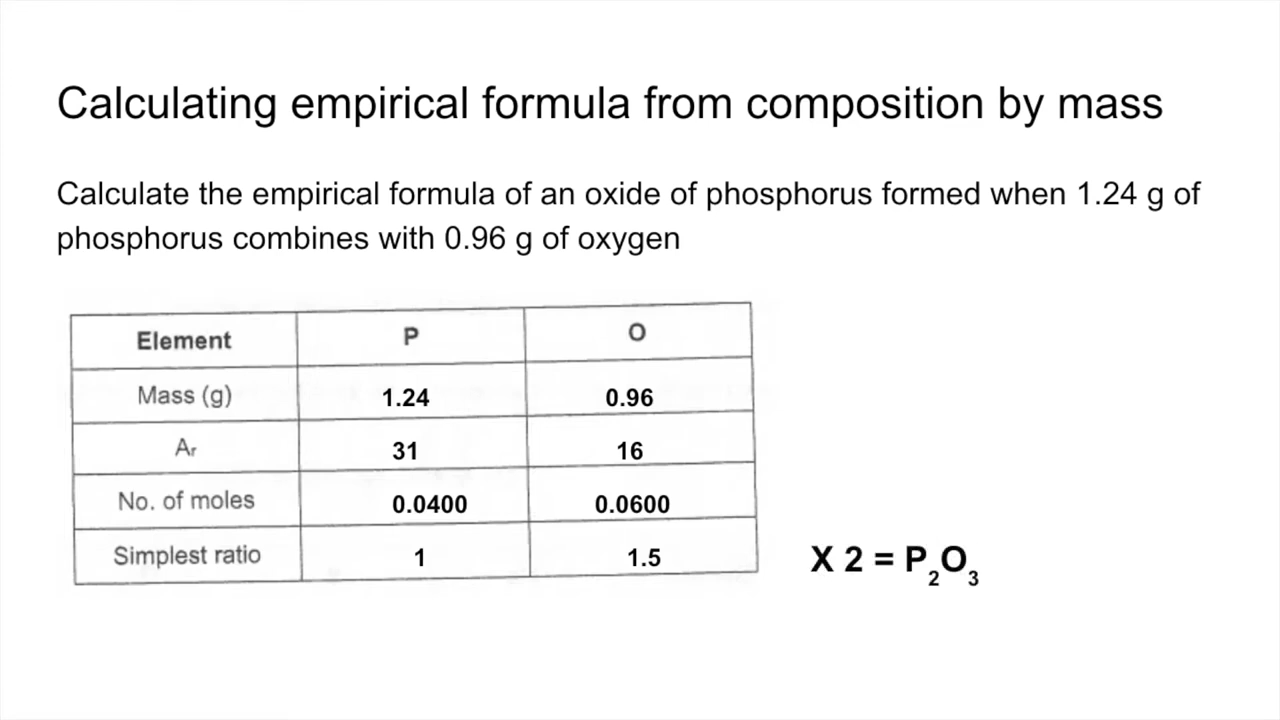 Calculating empirical formula from composition by mass
Calculate the empirical formula of an oxide of phosphorus formed when 1.24 g of
phosphorus combines with 0.96 g of oxygen
Element P O
Mass (g) 1.24 0.96
Ar 31 16
No. of moles 0.0400 0.0600
Simplest ratio 1 1.5
X 2 = P₂O₃